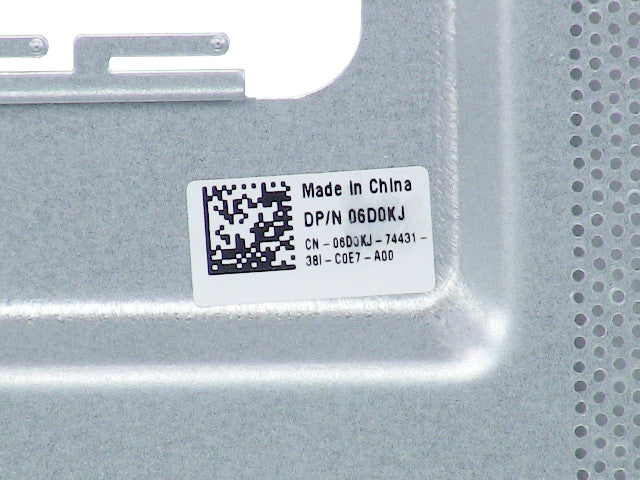 Made in China
DP/N 06D0KJ
CN - 06D0KJ - 74431 -
38I - C0E7 - A00